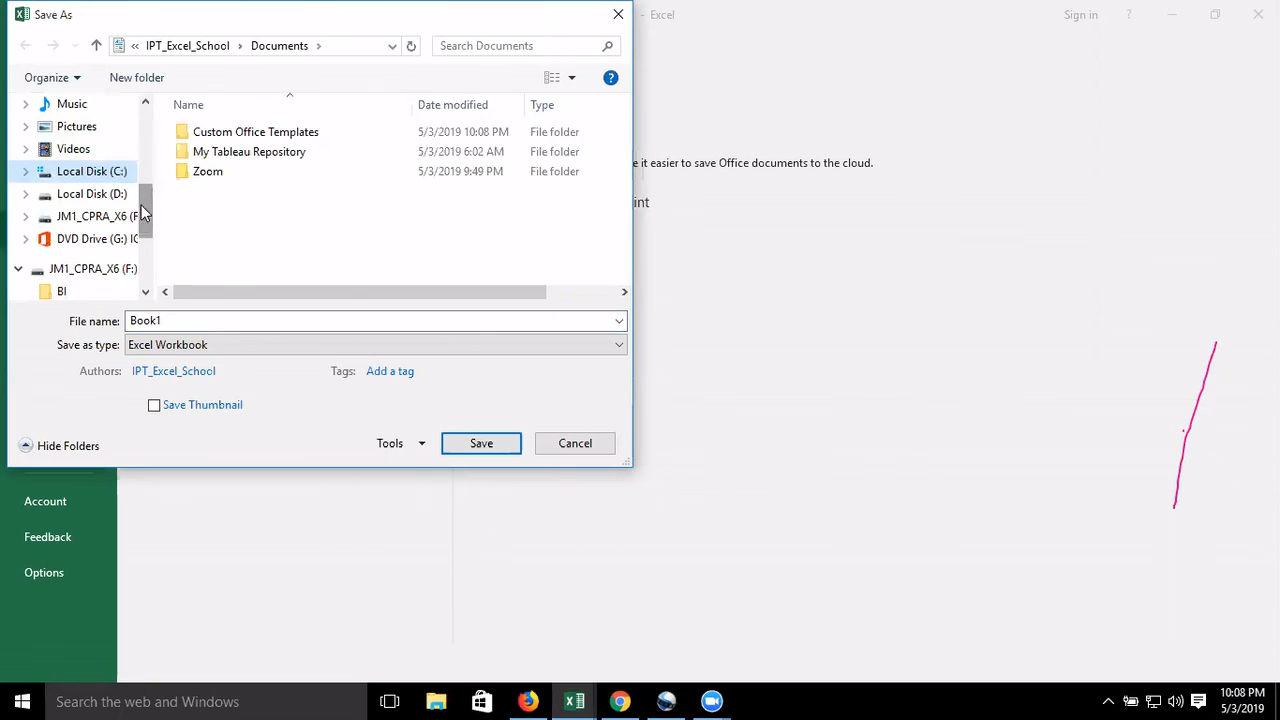 Save As
- Excel
Sign in
?
« IPT_Excel_School > Documents >
Search Documents
Organize
New folder
?
Name
Date modified
Type
Music
Pictures
Videos
Local Disk (C:)
Local Disk (D:)
JM1_CPRA_X6 (F
DVD Drive (G:) IC
JM1_CPRA_X6 (F:)
BI
Custom Office Templates
5/3/2019 10:08 PM
File folder
My Tableau Repository
5/3/2019 6:02 AM
File folder
Zoom
5/3/2019 9:49 PM
File folder
e it easier to save Office documents to the cloud.
int
File name:
Book1
Save as type:
Excel Workbook
Authors:
IPT_Excel_School
Tags:
Add a tag
Save Thumbnail
Hide Folders
Tools
Save
Cancel
Account
Feedback
Options
Search the web and Windows
10:08 PM
5/3/2019